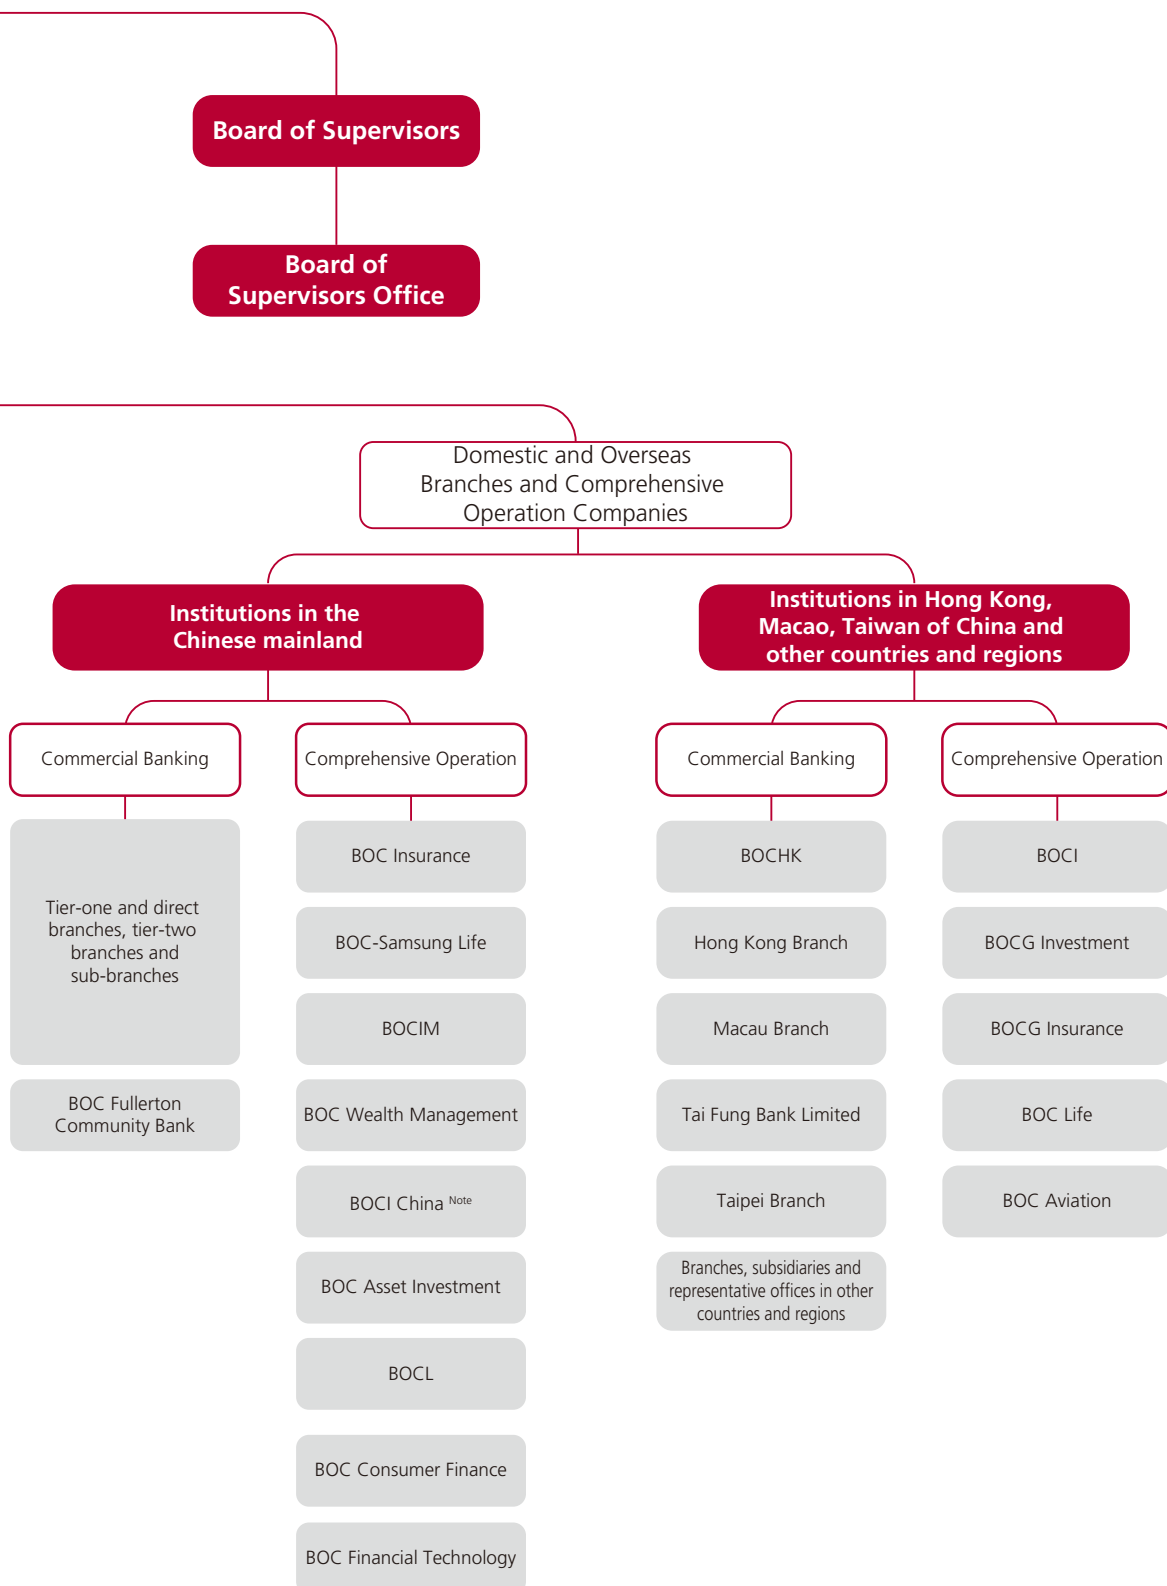 Board of Supervisors
Board of
Supervisors Office
Domestic and Overseas
Branches and Comprehensive
Operation Companies
Institutions in the
Chinese mainland
Institutions in Hong Kong,
Macao, Taiwan of China and
other countries and regions
Commercial Banking
Comprehensive Operation
Commercial Banking
Comprehensive Operation
Tier-one and direct
branches, tier-two
branches and
sub-branches
BOC Fullerton
Community Bank
BOC Insurance
BOC-Samsung Life
BOCIM
BOC Wealth Management
BOCI China Note
BOC Asset Investment
BOCL
BOC Consumer Finance
BOC Financial Technology
BOCHK
Hong Kong Branch
Macau Branch
Tai Fung Bank Limited
Taipei Branch
Branches, subsidiaries and
representative offices in other
countries and regions
BOCI
BOCG Investment
BOCG Insurance
BOC Life
BOC Aviation